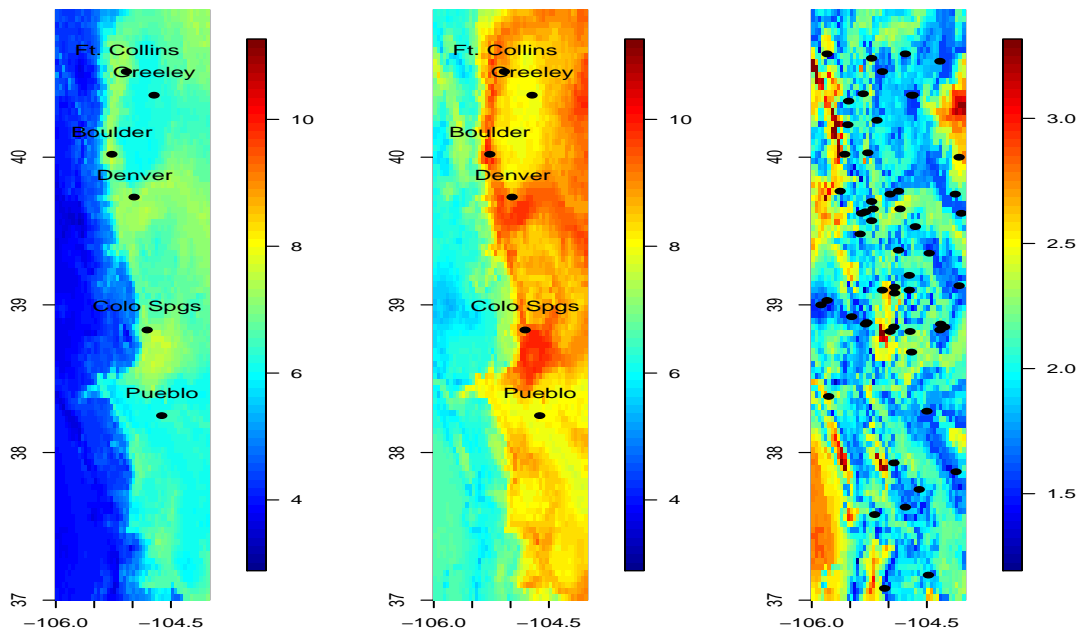 Ft. Collins
Greeley
Boulder
Denver
Colo Spgs
Pueblo
40
39
38
37
−106.0
−104.5
10
8
6
4
Ft. Collins
Greeley
Boulder
Denver
Colo Spgs
Pueblo
40
39
38
37
−106.0
−104.5
10
8
6
4
40
39
38
37
−106.0
−104.5
3.0
2.5
2.0
1.5